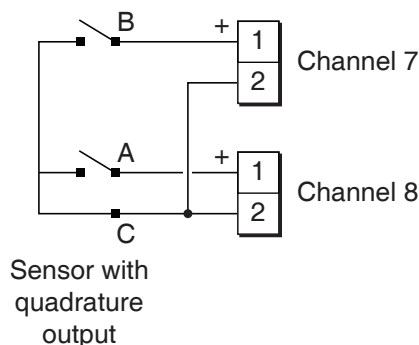 B
+
1
Channel 7
2
A
+
1
Channel 8
2
C
Sensor with
quadrature
output